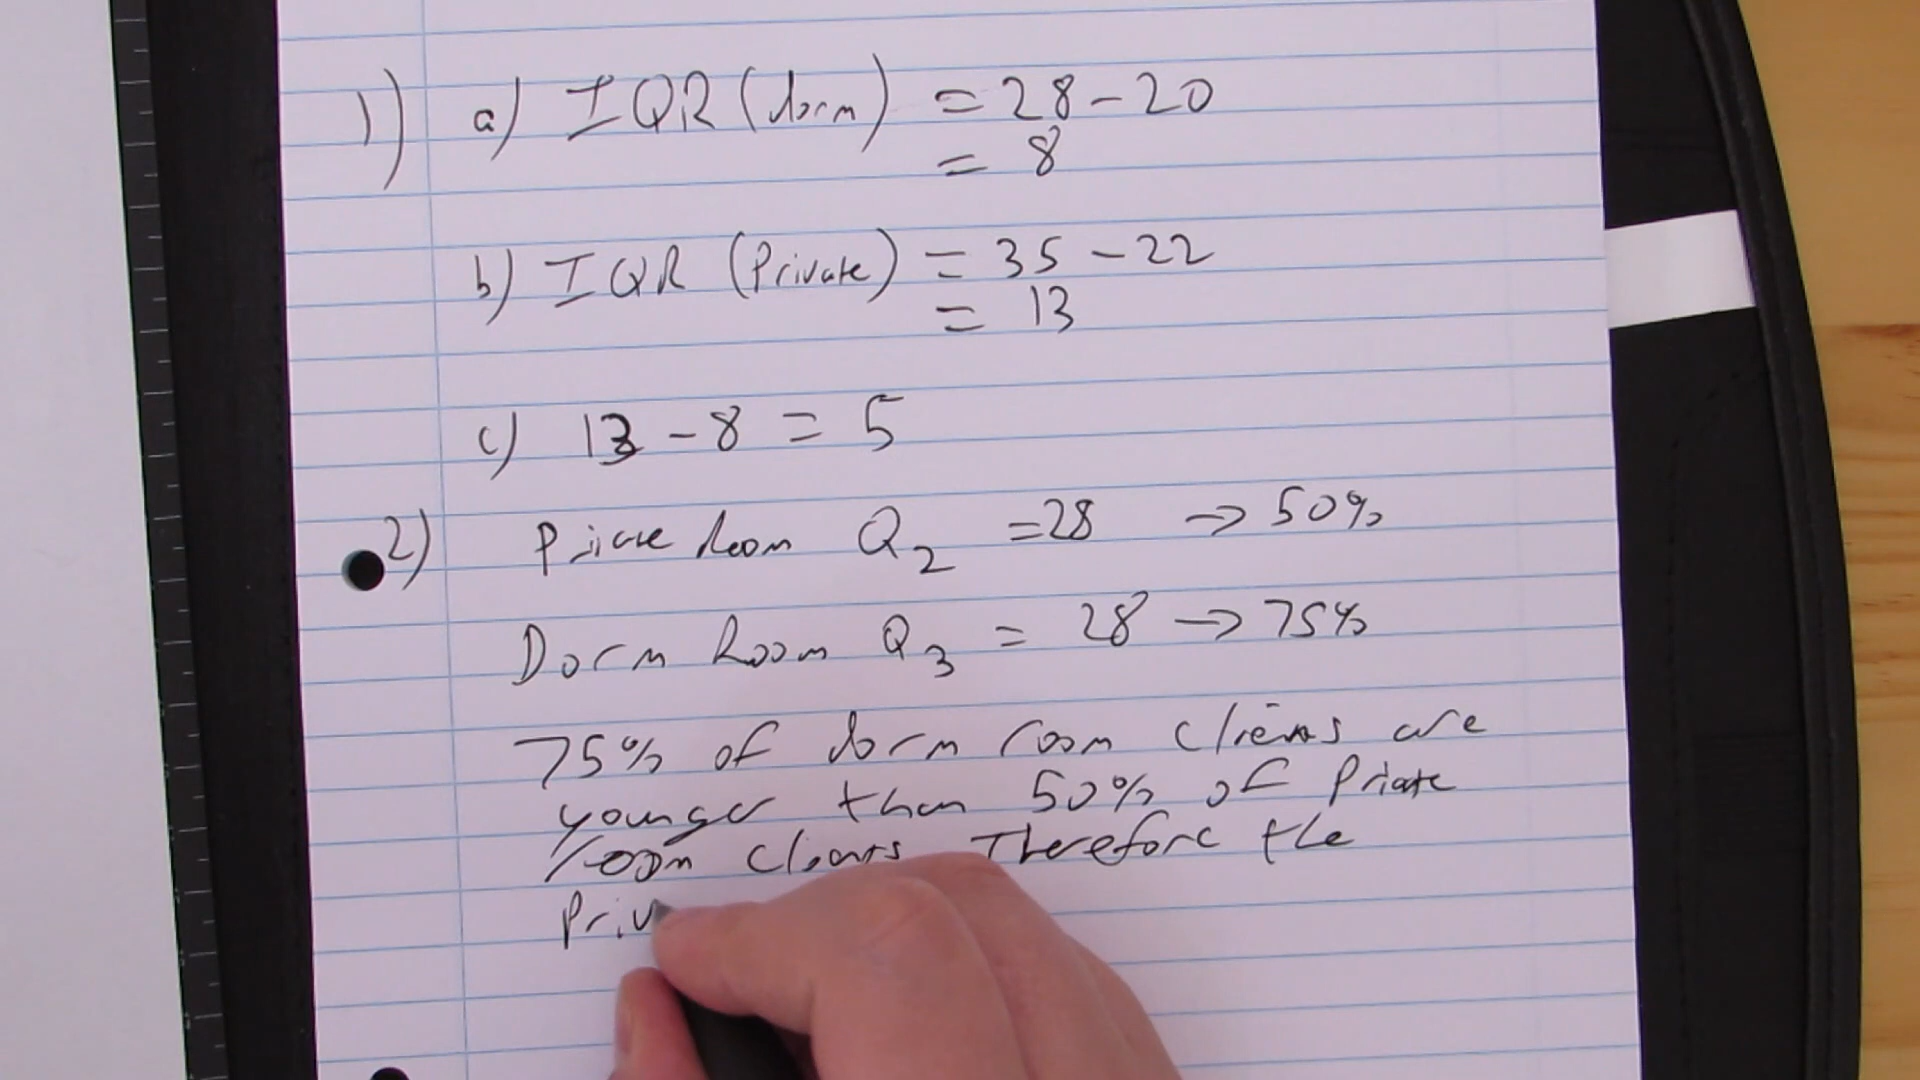 1) a) IQR (dorm) = 28 - 20
= 8
b) IQR (Private) = 35 - 22
= 13
c) 13 - 8 = 5
2) Private Room Q2 = 28 → 50%
Dorm Room Q3 = 28 → 75%
75% of dorm room clients are
younger than 50% of Private
room clients. Therefore the
Priv